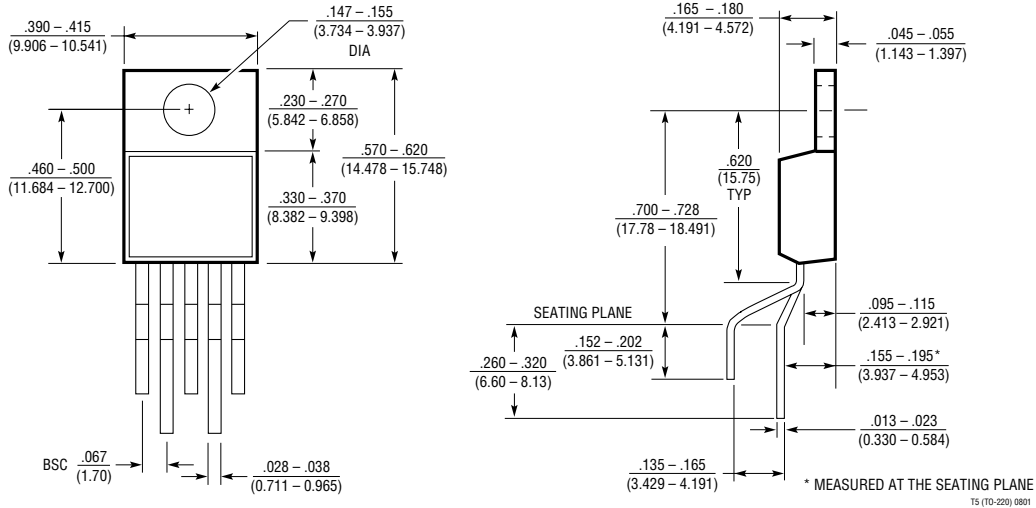 .390 – .415
(9.906 – 10.541)
.147 – .155
(3.734 – 3.937)
DIA
.230 – .270
(5.842 – 6.858)
.460 – .500
(11.684 – 12.700)
.570 – .620
(14.478 – 15.748)
.330 – .370
(8.382 – 9.398)
BSC
.067
(1.70)
.028 – .038
(0.711 – 0.965)
.165 – .180
(4.191 – 4.572)
.045 – .055
(1.143 – 1.397)
.620
(15.75)
TYP
.700 – .728
(17.78 – 18.491)
SEATING PLANE
.152 – .202
(3.861 – 5.131)
.260 – .320
(6.60 – 8.13)
.095 – .115
(2.413 – 2.921)
.155 – .195*
(3.937 – 4.953)
.013 – .023
(0.330 – 0.584)
.135 – .165
(3.429 – 4.191)
* MEASURED AT THE SEATING PLANE
T5 (TO-220) 0801